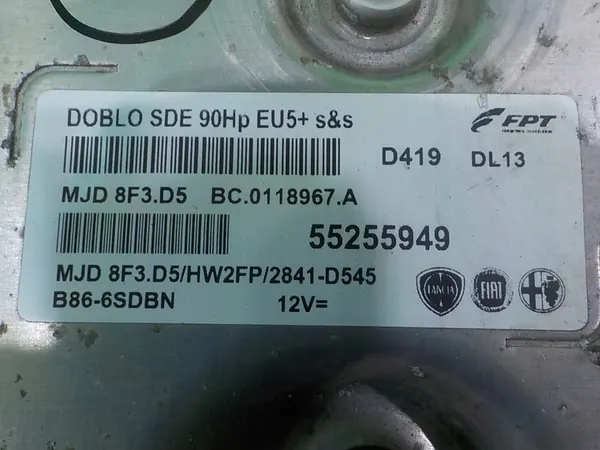 DOBLO SDE 90Hp EU5+ s&s
FPT
D419 DL13
MJD 8F3.D5 BC.0118967.A
55255949
MJD 8F3.D5/HW2FP/2841-D545
B86-6SDBN 12V=
LANCIA FIAT